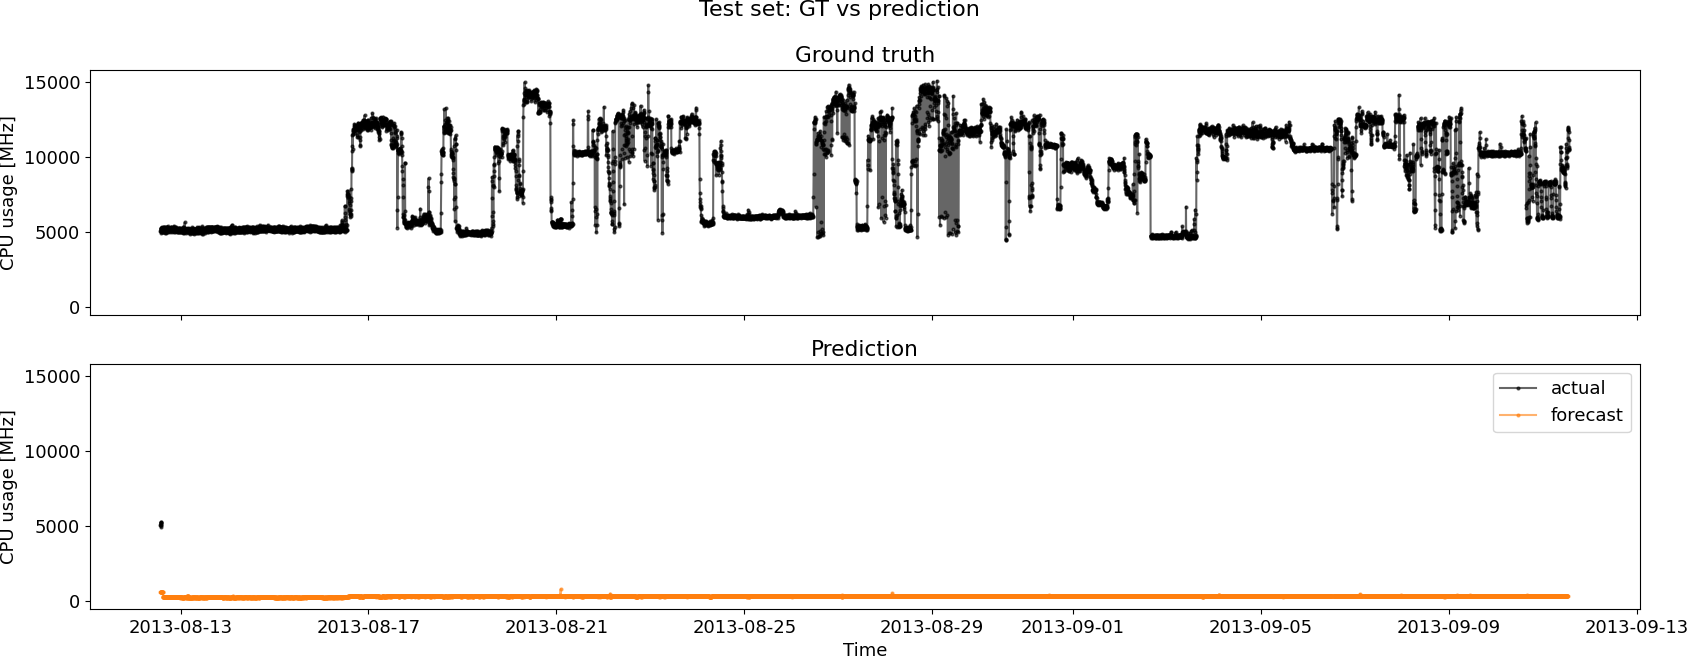 Test set: GT vs prediction
Ground truth
CPU usage [MHz]
15000
10000
5000
0
Prediction
CPU usage [MHz]
15000
10000
5000
0
actual
forecast
2013-08-13 2013-08-17 2013-08-21 2013-08-25 2013-08-29 2013-09-01 2013-09-05 2013-09-09 2013-09-13
Time